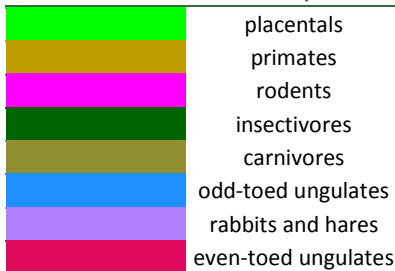 placentals
primates
rodents
insectivores
carnivores
odd-toed ungulates
rabbits and hares
even-toed ungulates